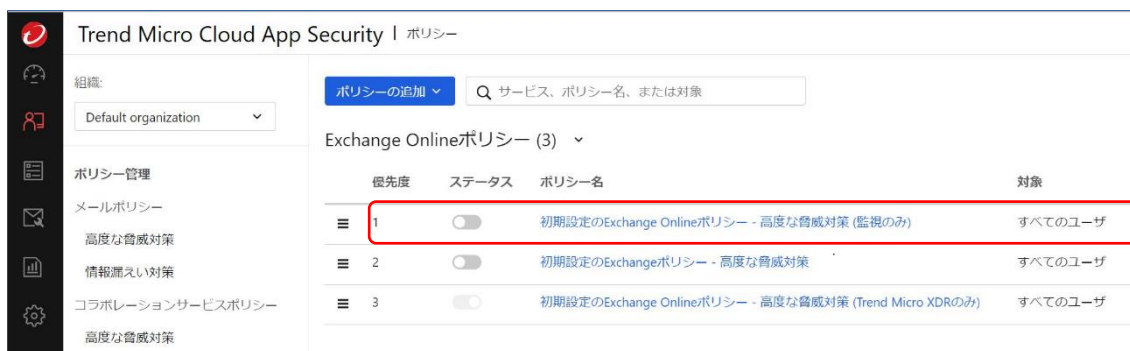 Trend Micro Cloud App Security | ポリシー
組織:
Default organization
ポリシー管理
メールポリシー
高度な脅威対策
情報漏えい対策
コラボレーションサービスポリシー
高度な脅威対策
ポリシーの追加
サービス、ポリシー名、または対象
Exchange Onlineポリシー (3)
優先度 ステータス ポリシー名 対象
1 初期設定のExchange Onlineポリシー - 高度な脅威対策 (監視のみ) すべてのユーザ
2 初期設定のExchangeポリシー - 高度な脅威対策 すべてのユーザ
3 初期設定のExchange Onlineポリシー - 高度な脅威対策 (Trend Micro XDRのみ) すべてのユーザ